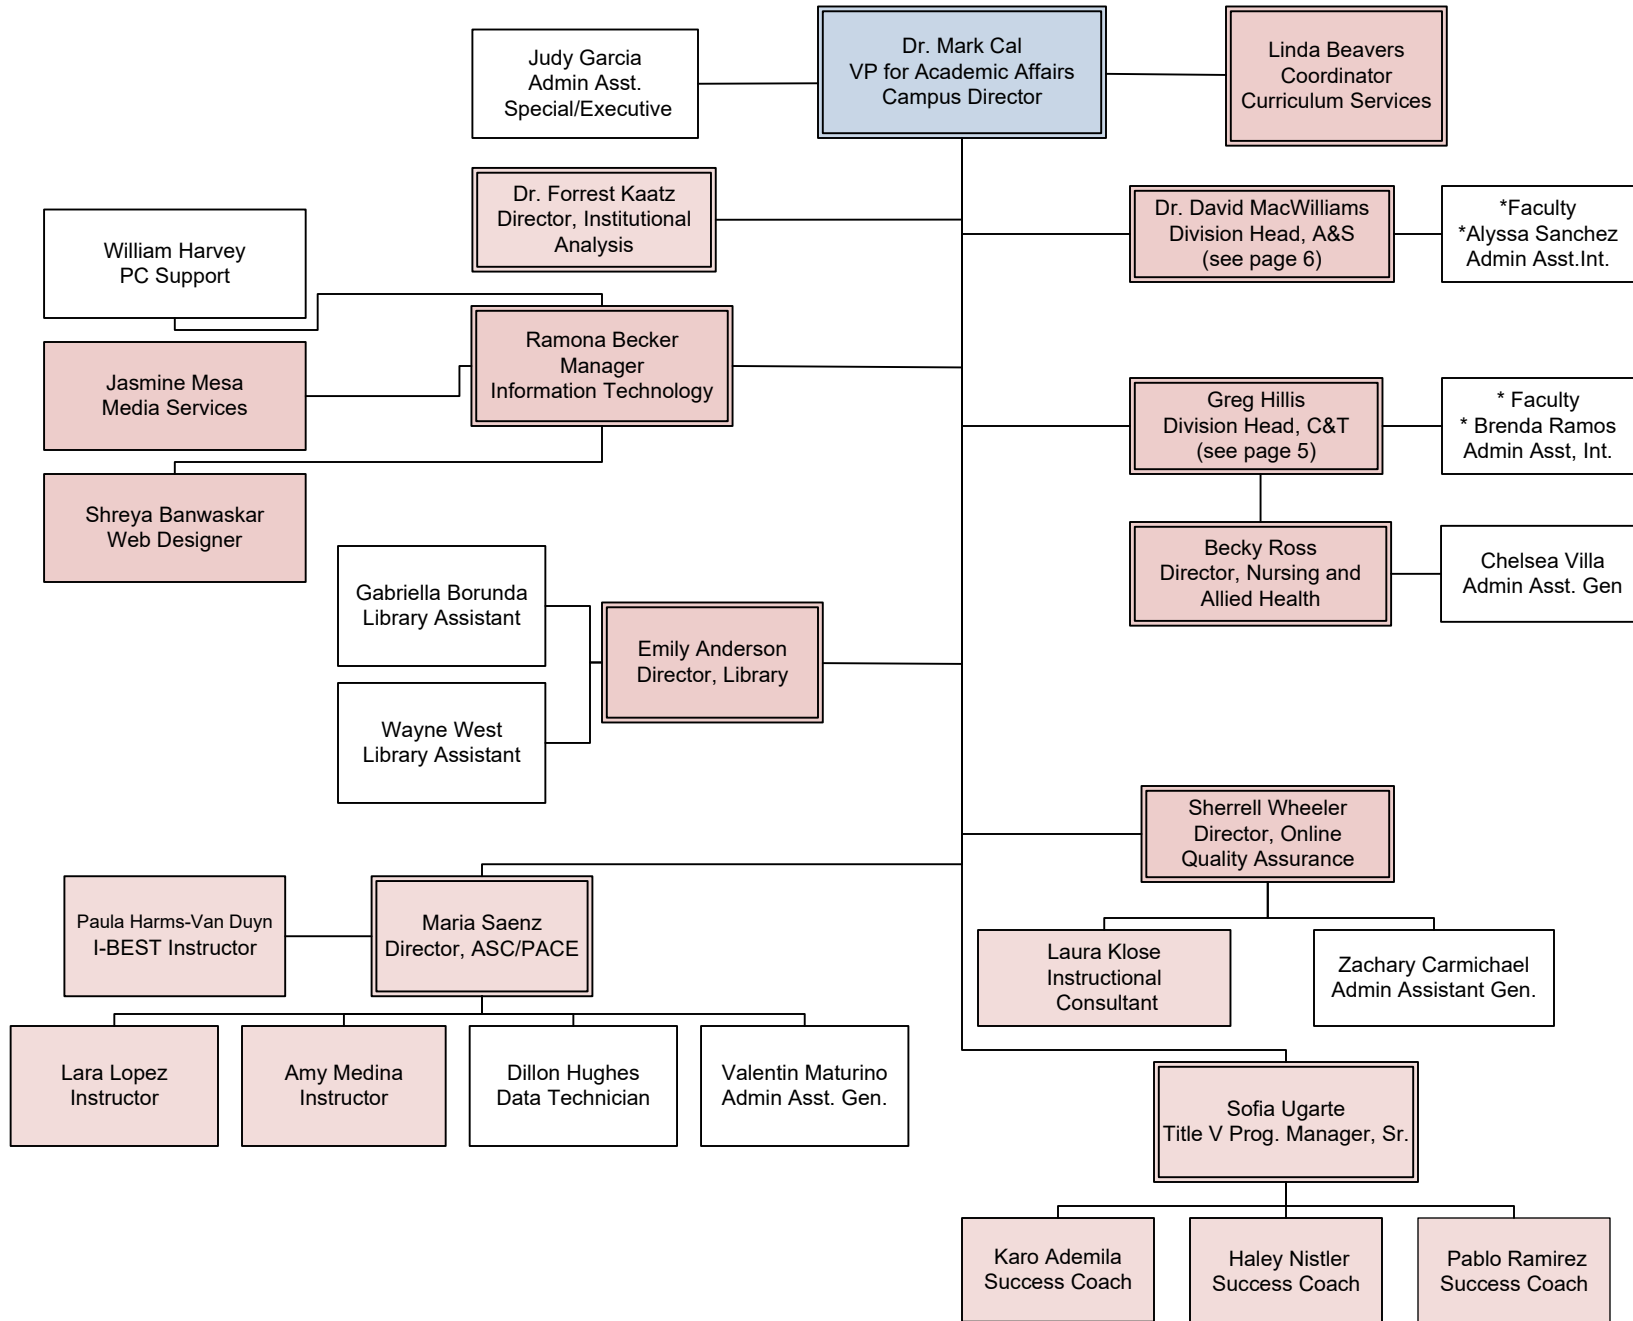 Judy Garcia
Admin Asst.
Special/Executive
Dr. Mark Cal
VP for Academic Affairs
Campus Director
Linda Beavers
Coordinator
Curriculum Services
Dr. Forrest Kaatz
Director, Institutional
Analysis
Dr. David MacWilliams
Division Head, A&S
(see page 6)
*Faculty
*Alyssa Sanchez
Admin Asst.Int.
William Harvey
PC Support
Ramona Becker
Manager
Information Technology
Jasmine Mesa
Media Services
Shreya Banwaskar
Web Designer
Greg Hillis
Division Head, C&T
(see page 5)
* Faculty
* Brenda Ramos
Admin Asst, Int.
Becky Ross
Director, Nursing and
Allied Health
Chelsea Villa
Admin Asst. Gen
Gabriella Borunda
Library Assistant
Emily Anderson
Director, Library
Wayne West
Library Assistant
Sherrell Wheeler
Director, Online
Quality Assurance
Paula Harms-Van Duyn
I-BEST Instructor
Maria Saenz
Director, ASC/PACE
Laura Klose
Instructional
Consultant
Zachary Carmichael
Admin Assistant Gen.
Lara Lopez
Instructor
Amy Medina
Instructor
Dillon Hughes
Data Technician
Valentin Maturino
Admin Asst. Gen.
Sofia Ugarte
Title V Prog. Manager, Sr.
Karo Ademila
Success Coach
Haley Nistler
Success Coach
Pablo Ramirez
Success Coach